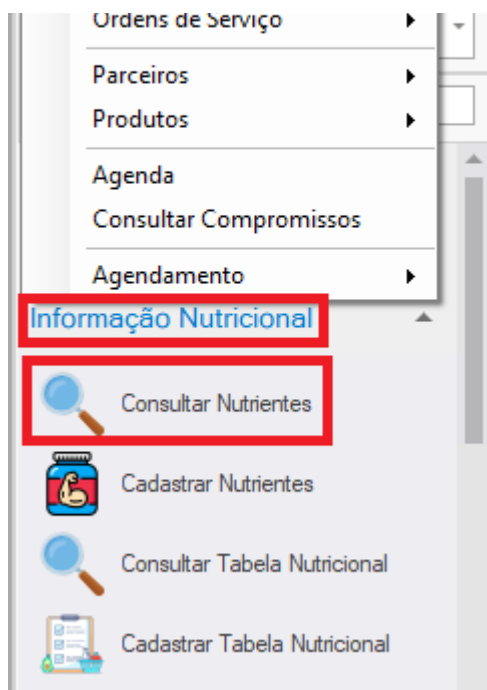 Ordens de Serviço
Parceiros
Produtos
Agenda
Consultar Compromissos
Agendamento
Informação Nutricional
Consultar Nutrientes
Cadastrar Nutrientes
Consultar Tabela Nutricional
Cadastrar Tabela Nutricional